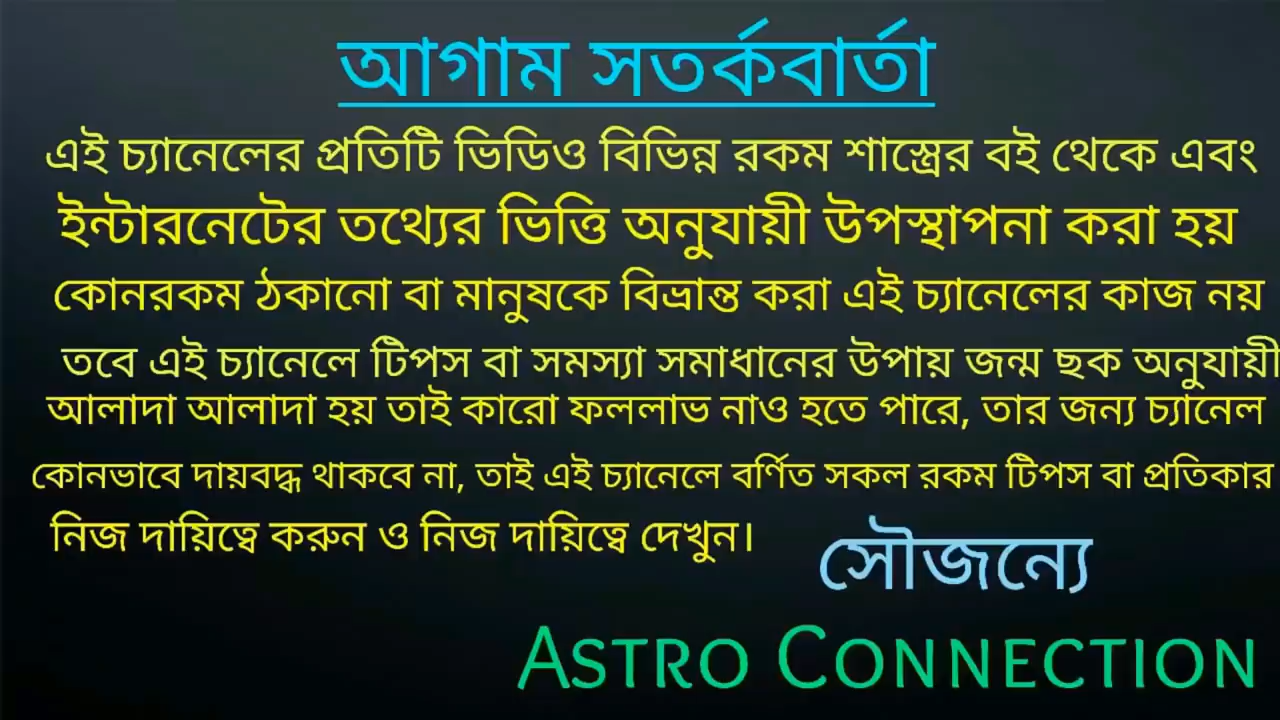 আগাম সতর্কবার্তা
এই চ্যানেলের প্রতিটি ভিডিও বিভিন্ন রকম শাস্ত্রের বই থেকে এবং
ইন্টারনেটের তথ্যের ভিত্তি অনুযায়ী উপস্থাপনা করা হয়
কোনরকম ঠকানো বা মানুষকে বিভ্রান্ত করা এই চ্যানেলের কাজ নয়
তবে এই চ্যানেলে টিপস বা সমস্যা সমাধানের উপায় জন্ম ছক অনুযায়ী
আলাদা আলাদা হয় তাই কারো ফললাভ নাও হতে পারে, তার জন্য চ্যানেল
কোনভাবে দায়বদ্ধ থাকবে না, তাই এই চ্যানেলে বর্ণিত সকল রকম টিপস বা প্রতিকার
নিজ দায়িত্বে করুন ও নিজ দায়িত্বে দেখুন।
সৌজন্যে
ASTRO CONNECTION